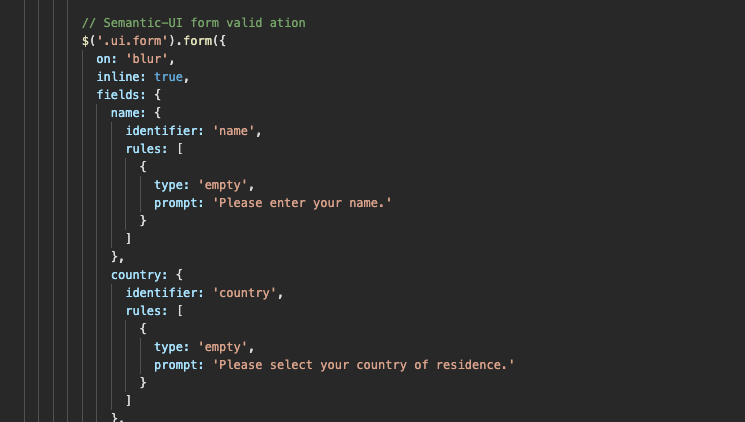 // Semantic-UI form valid ation
$('.ui.form').form({
on: 'blur',
inline: true,
fields: {
name: {
identifier: 'name',
rules: [
{
type: 'empty',
prompt: 'Please enter your name.'
}
]
},
country: {
identifier: 'country',
rules: [
{
type: 'empty',
prompt: 'Please select your country of residence.'
}
]
},